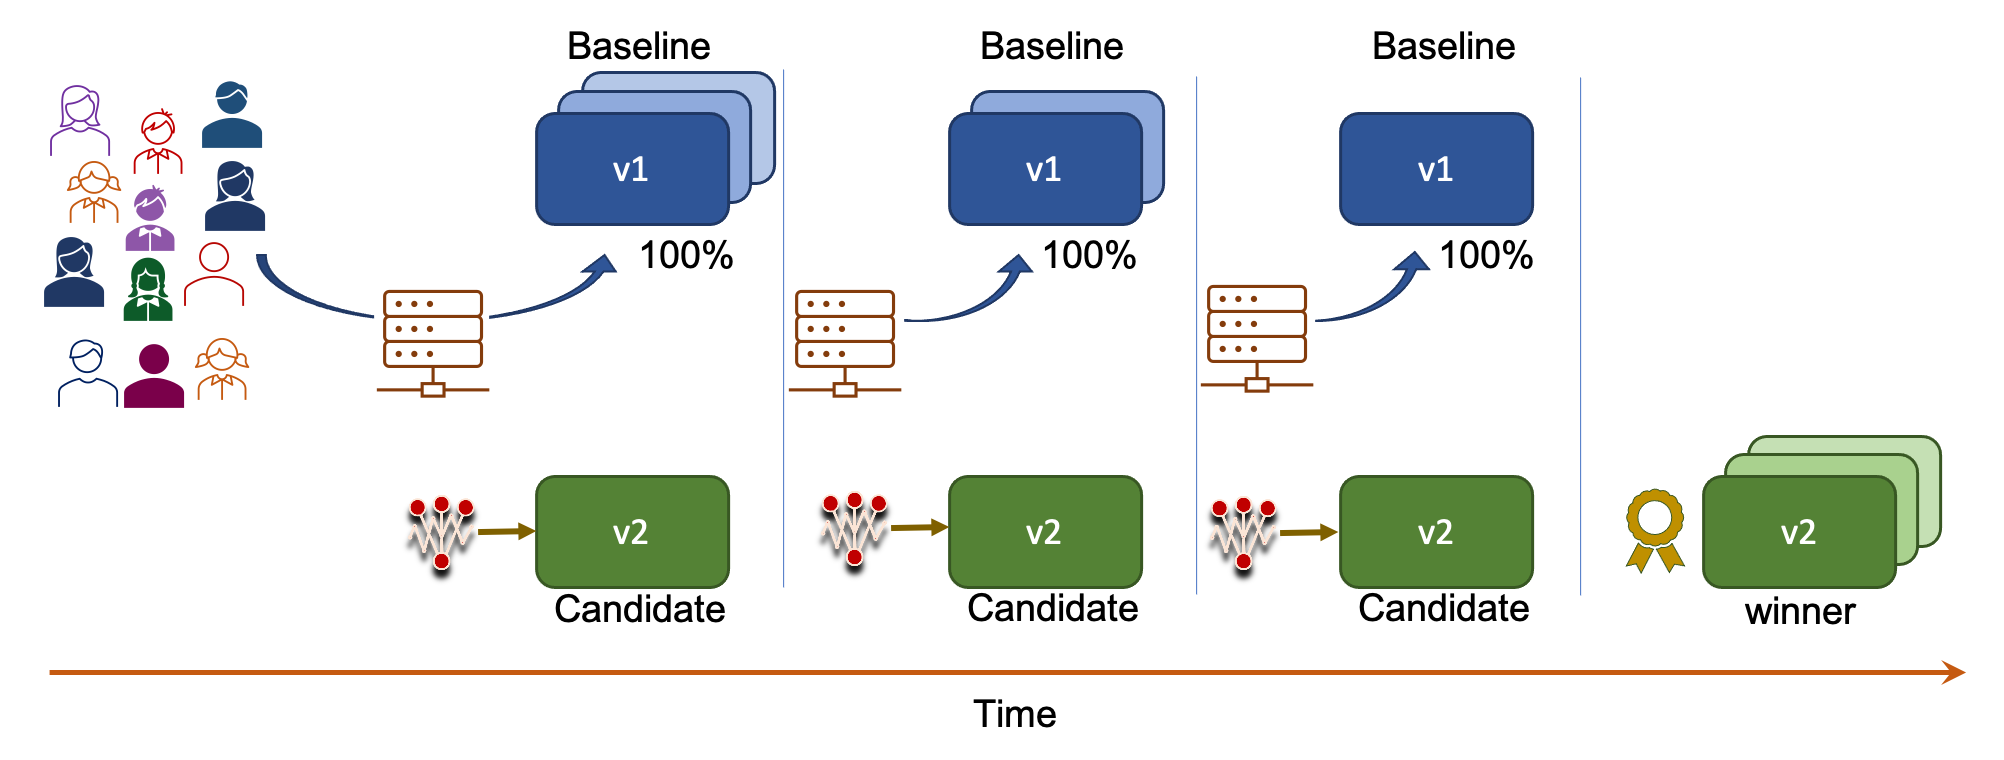 Baseline
Baseline
Baseline
v1
v1
v1
100%
100%
100%
v2
v2
v2
v2
Candidate
Candidate
Candidate
winner
Time